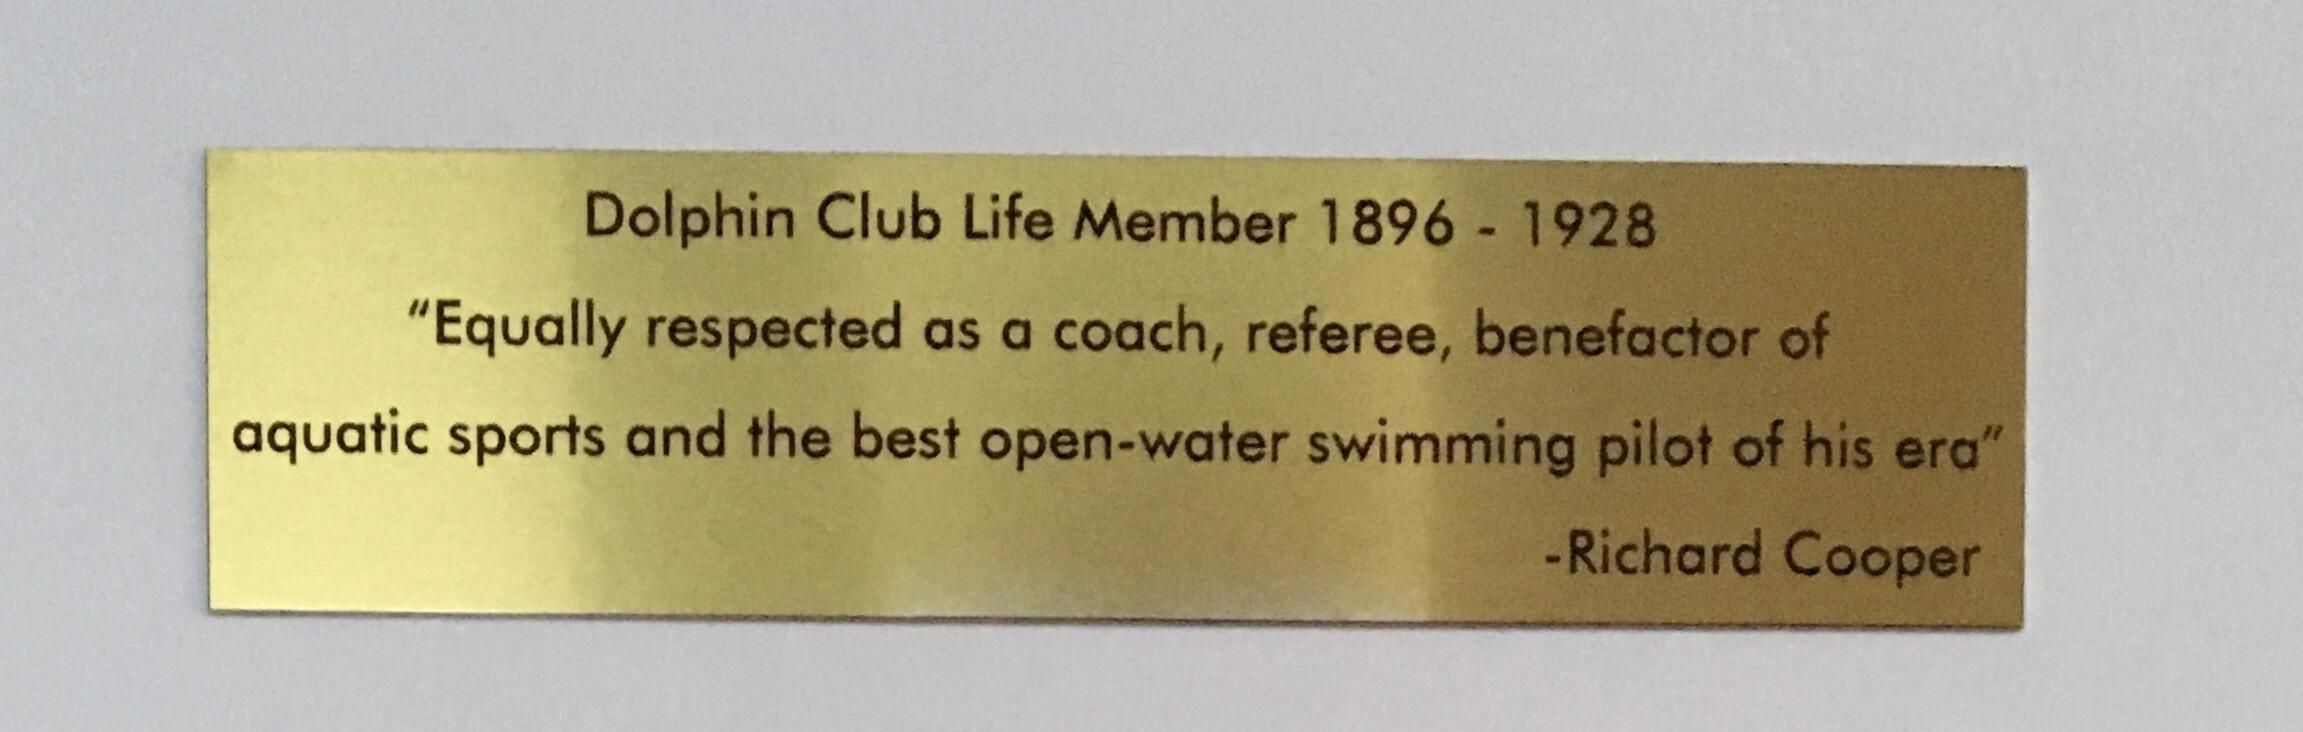 Dolphin Club Life Member 1896 - 1928
“Equally respected as a coach, referee, benefactor of
aquatic sports and the best open-water swimming pilot of his era”
-Richard Cooper